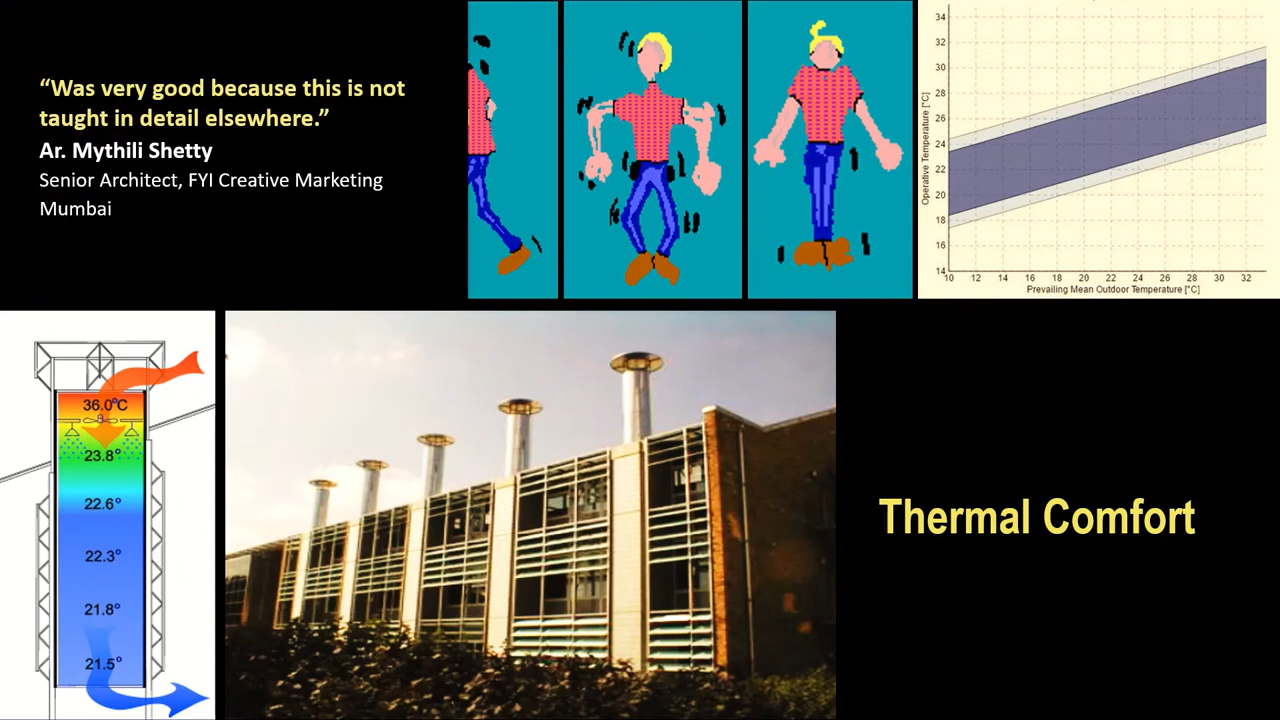 “Was very good because this is not
taught in detail elsewhere.”
Ar. Mythili Shetty
Senior Architect, FYI Creative Marketing
Mumbai
34
32
30
28
26
24
22
20
18
16
14
Operative Temperature [°C]
10 12 14 16 18 20 22 24 26 28 30 32
Prevailing Mean Outdoor Temperature [°C]
36.0°C
23.8°
22.6°
22.3°
21.8°
21.5°
Thermal Comfort